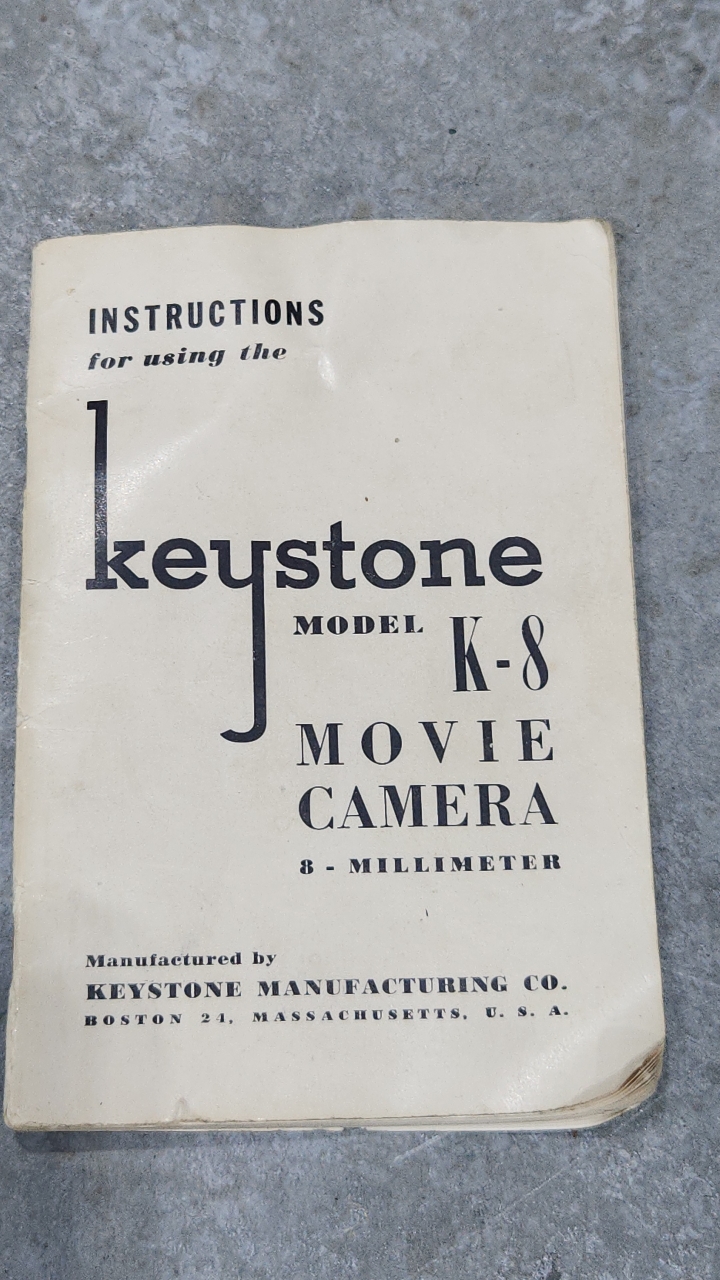 INSTRUCTIONS
for using the
keystone
MODEL K-8
MOVIE
CAMERA
8 - MILLIMETER
Manufactured by
KEYSTONE MANUFACTURING CO.
BOSTON 24, MASSACHUSETTS, U. S. A.